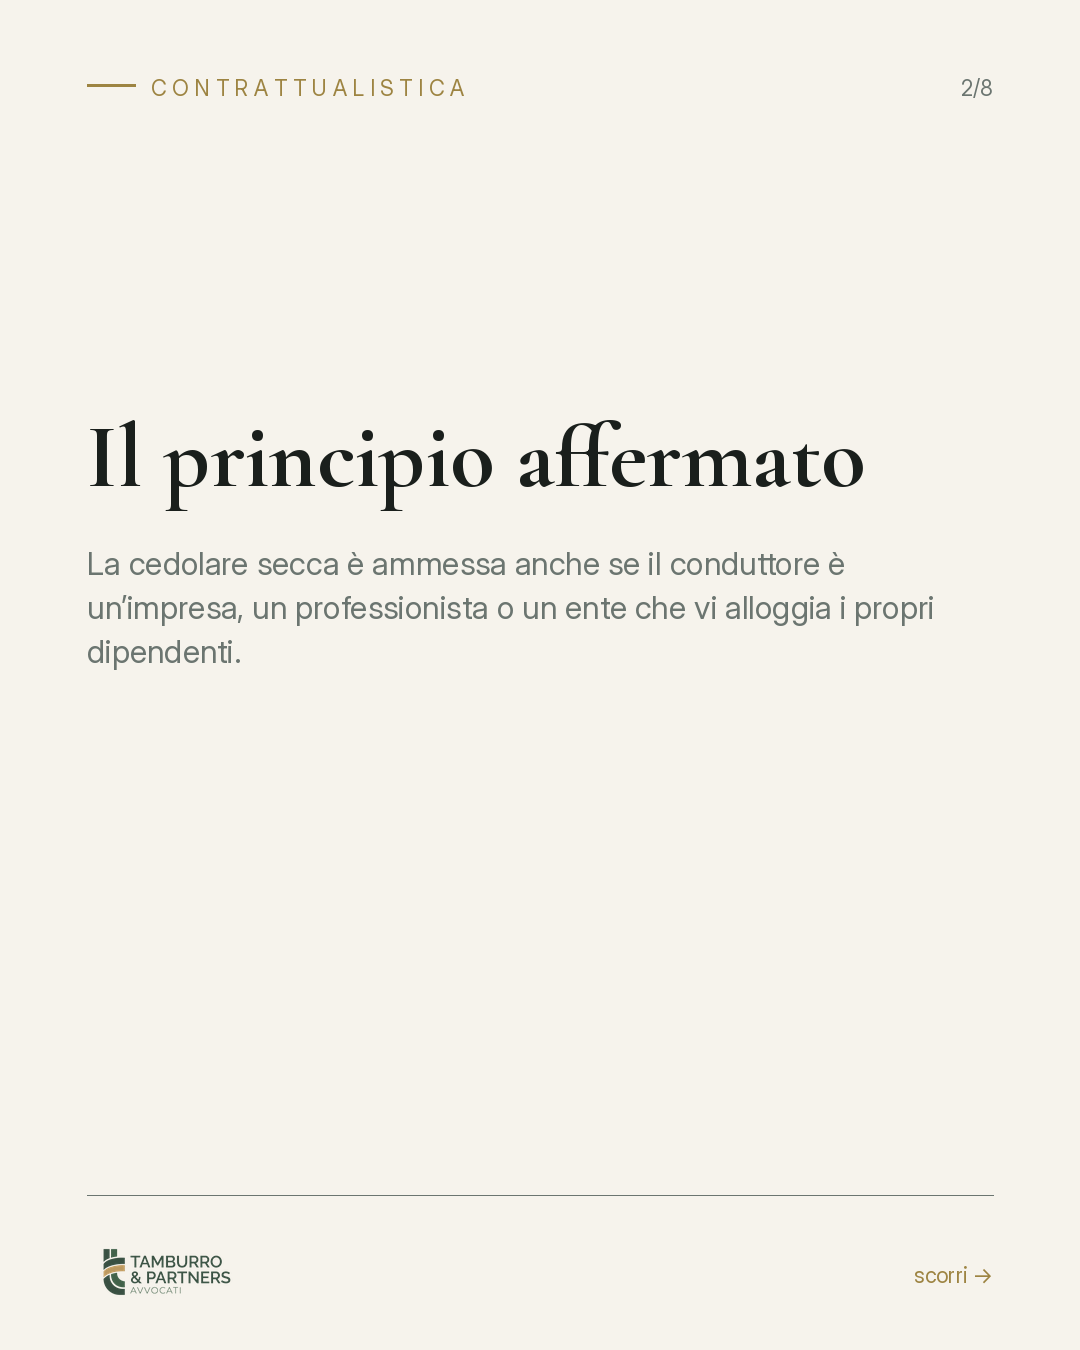 CONTRATTUALISTICA
2/8
Il principio affermato
La cedolare secca è ammessa anche se il conduttore è
un’impresa, un professionista o un ente che vi alloggia i propri
dipendenti.
TAMBURRO
& PARTNERS
AVVOCATI
scorri →